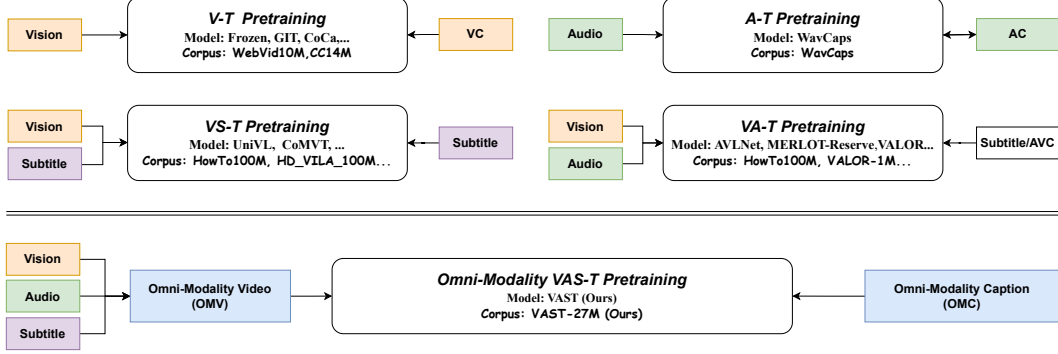 V-T Pretraining
Vision
Model: Frozen, GIT, CoCa,...
VC
Corpus: WebVid10M,CC14M
A-T Pretraining
Audio
Model: WavCaps
AC
Corpus: WavCaps
VS-T Pretraining
Vision
Model: UniVL, CoMVT, ...
Subtitle
Subtitle
Corpus: HowTo100M, HD_VILA_100M...
VA-T Pretraining
Vision
Model: AVLNet, MERLOT-Reserve,VALOR...
Subtitle/AVC
Audio
Corpus: HowTo100M, VALOR-1M...
Vision
Audio
Subtitle
Omni-Modality Video
(OMV)
Omni-Modality VAS-T Pretraining
Model: VAST (Ours)
Corpus: VAST-27M (Ours)
Omni-Modality Caption
(OMC)